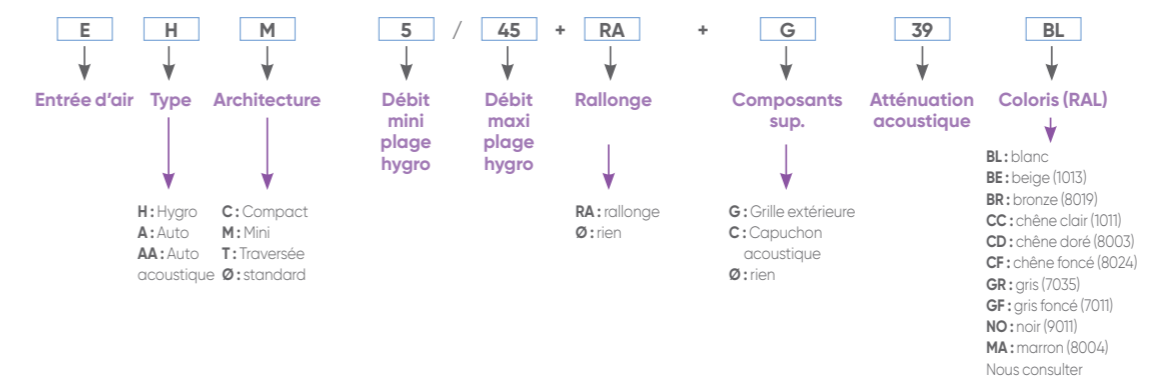 E H M 5 / 45 + RA + G 39 BL
Entrée d'air Type Architecture Débit mini plage hygro Débit maxi plage hygro Rallonge Composants sup. Atténuation acoustique Coloris (RAL)
H : Hygro
A : Auto
AA : Auto
acoustique
C : Compact
M : Mini
T : Traversée
Ø : standard
RA : rallonge
Ø : rien
G : Grille extérieure
C : Capuchon
acoustique
Ø : rien
BL : blanc
BE : beige (1013)
BR : bronze (8019)
CC : chêne clair (1011)
CD : chêne doré (8003)
CF : chêne foncé (8024)
GR : gris (7035)
GF : gris foncé (7011)
NO : noir (9011)
MA : marron (8004)
Nous consulter